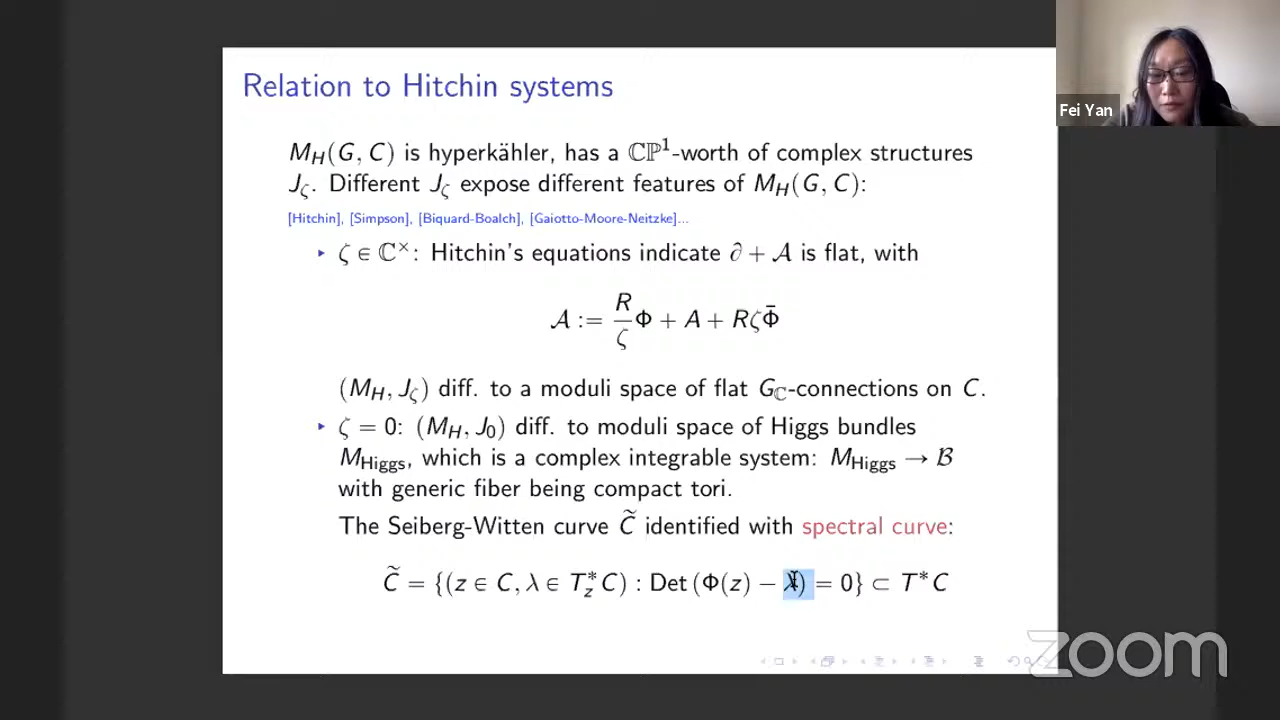 Relation to Hitchin systems
M_H(G, C) is hyperkähler, has a ℂℙ¹-worth of complex structures
J_ζ. Different J_ζ expose different features of M_H(G, C):
[Hitchin], [Simpson], [Biquard-Boalch], [Gaiotto-Moore-Neitzke]...
▸ ζ ∈ ℂ^×: Hitchin's equations indicate ∂ + 𝒜 is flat, with
𝒜 := R/ζ Φ + A + RζΦ̄
(M_H, J_ζ) diff. to a moduli space of flat G_ℂ-connections on C.
▸ ζ = 0: (M_H, J_0) diff. to moduli space of Higgs bundles
M_Higgs, which is a complex integrable system: M_Higgs → ℬ
with generic fiber being compact tori.
The Seiberg-Witten curve C̃ identified with spectral curve:
C̃ = {(z ∈ C, λ ∈ T*_z C) : Det (Φ(z) − λ) = 0} ⊂ T*C
Fei Yan
zoom